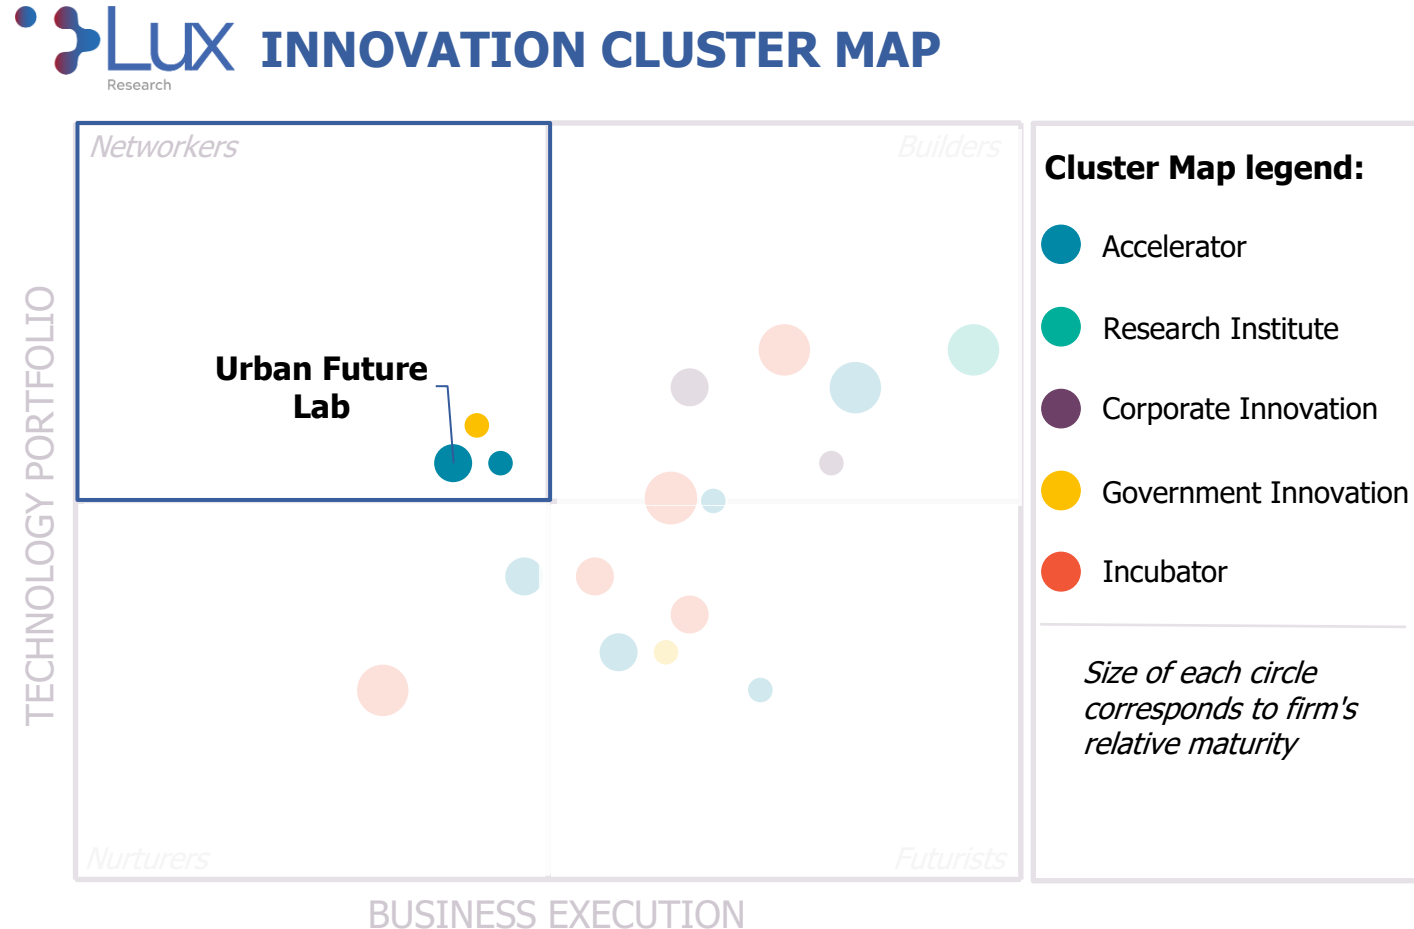 Lux
Research
INNOVATION CLUSTER MAP
Networkers
Builders
Urban Future
Lab
Nurturers
Futurists
TECHNOLOGY PORTFOLIO
BUSINESS EXECUTION
Cluster Map legend:
Accelerator
Research Institute
Corporate Innovation
Government Innovation
Incubator
Size of each circle
corresponds to firm's
relative maturity